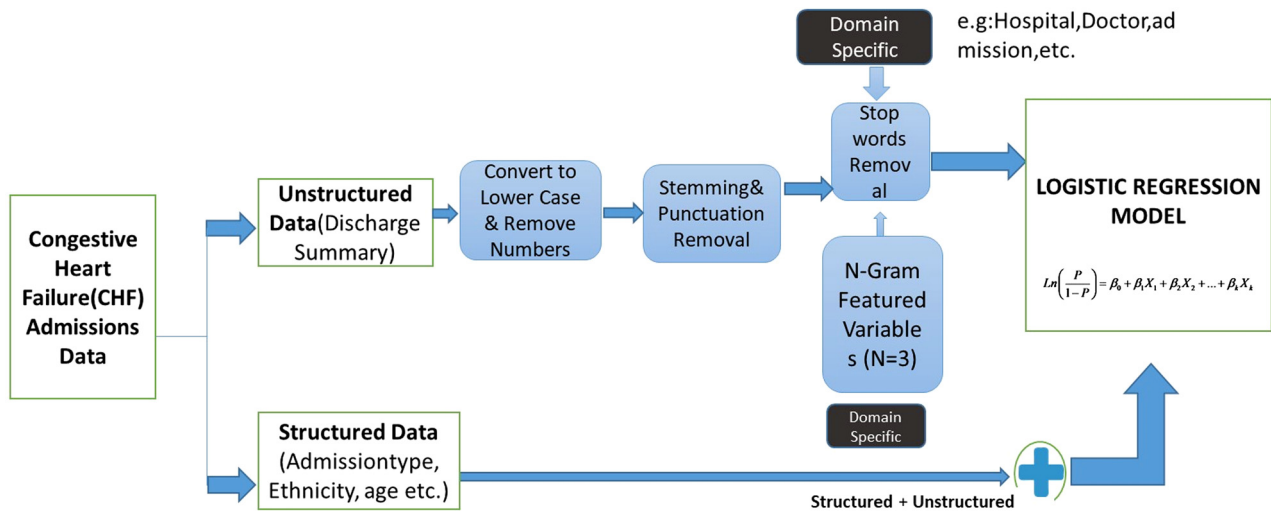 Domain
Specific
e.g:Hospital,Doctor,ad
mission,etc.
Stop
words
Remov
al
Convert to
Lower Case
& Remove
Numbers
Stemming&
Punctuation
Removal
Unstructured
Data(Discharge
Summary)
Congestive
Heart
Failure(CHF)
Admissions
Data
LOGISTIC REGRESSION
MODEL
Ln(P/(1−P)) = β₀ + β₁X₁ + β₂X₂ + ... + βₖXₖ
N-Gram
Featured
Variable
s (N=3)
Domain
Specific
Structured Data
(Admissiontype,
Ethnicity, age etc.)
Structured + Unstructured